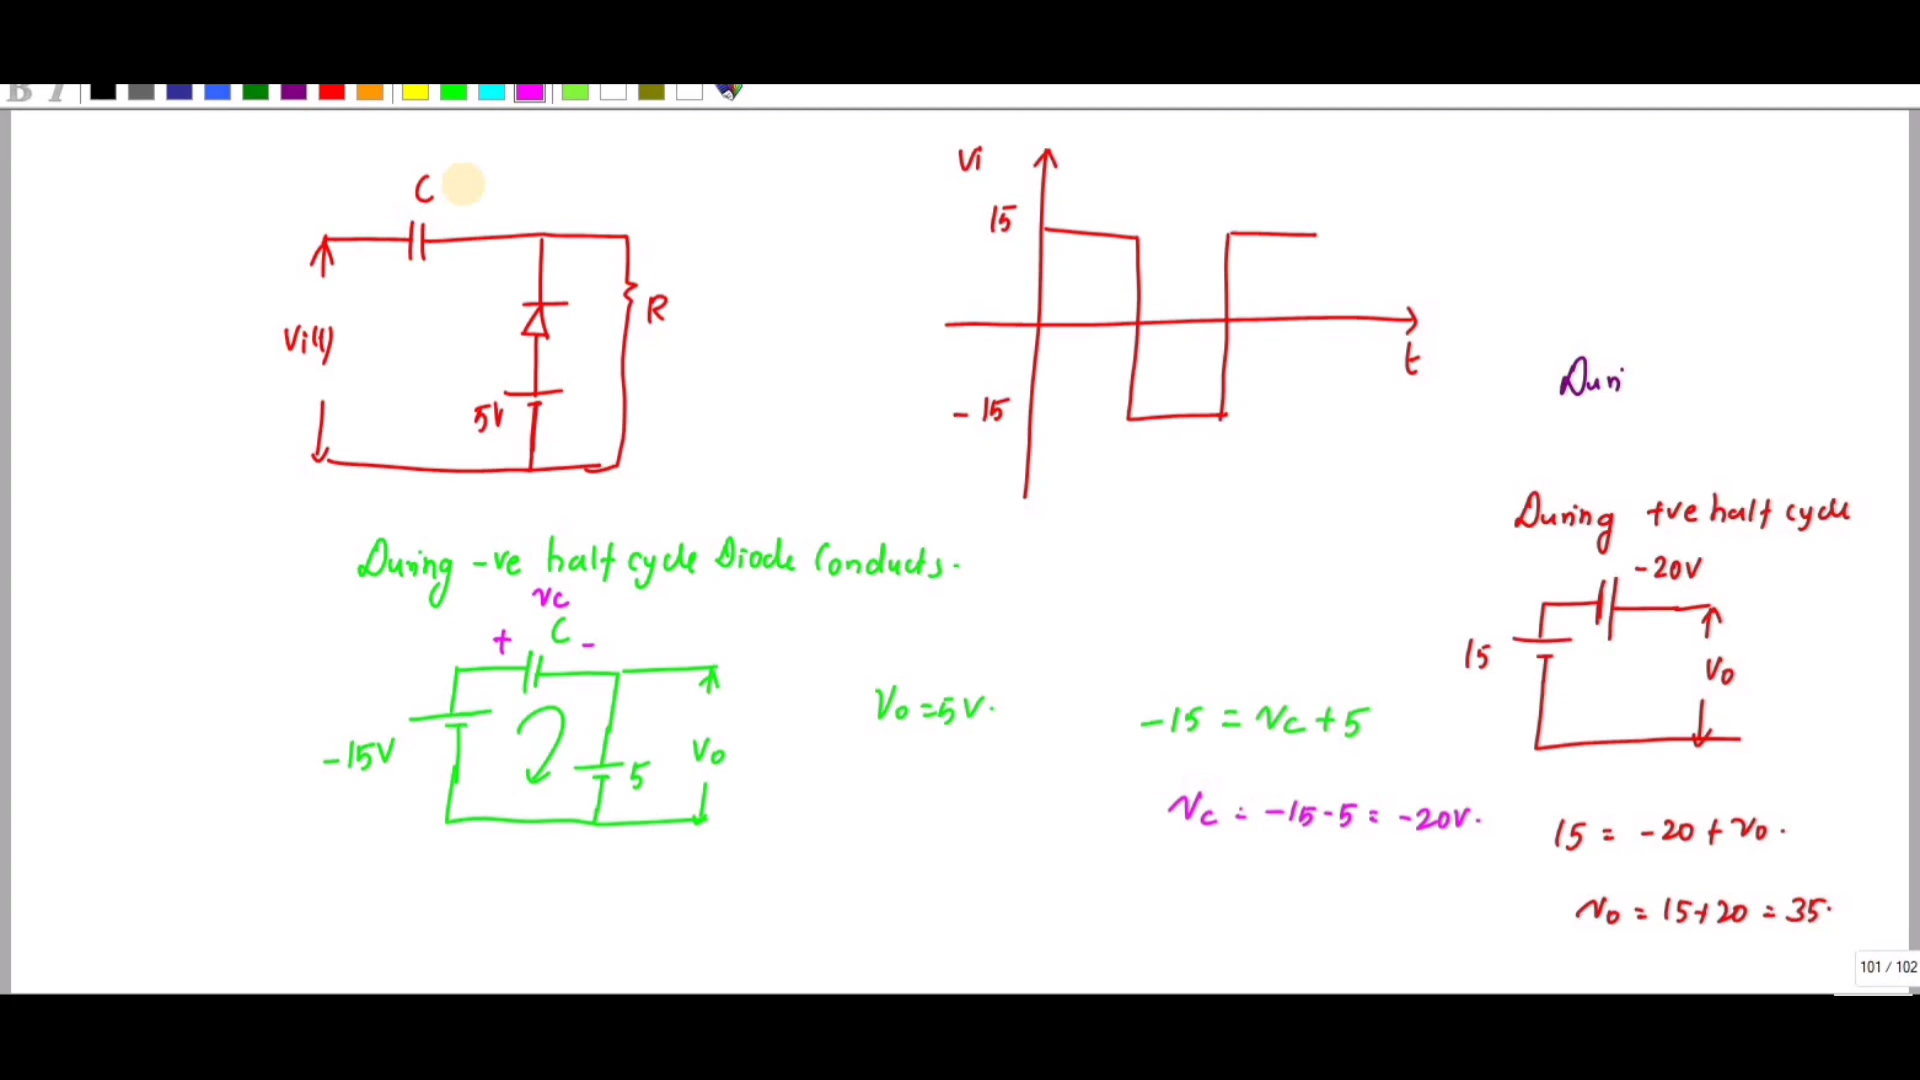 B I
C
Vi(t)
5V
R
Vi
15
-15
t
Duri
During -ve half cycle Diode Conducts.
vc
+ C -
-15V
5
Vo
Vo = 5V.
-15 = Vc + 5
Vc = -15-5 = -20V.
During +ve half cycle
-20V
15
Vo
15 = -20 + Vo.
Vo = 15+20 = 35.
101 / 102